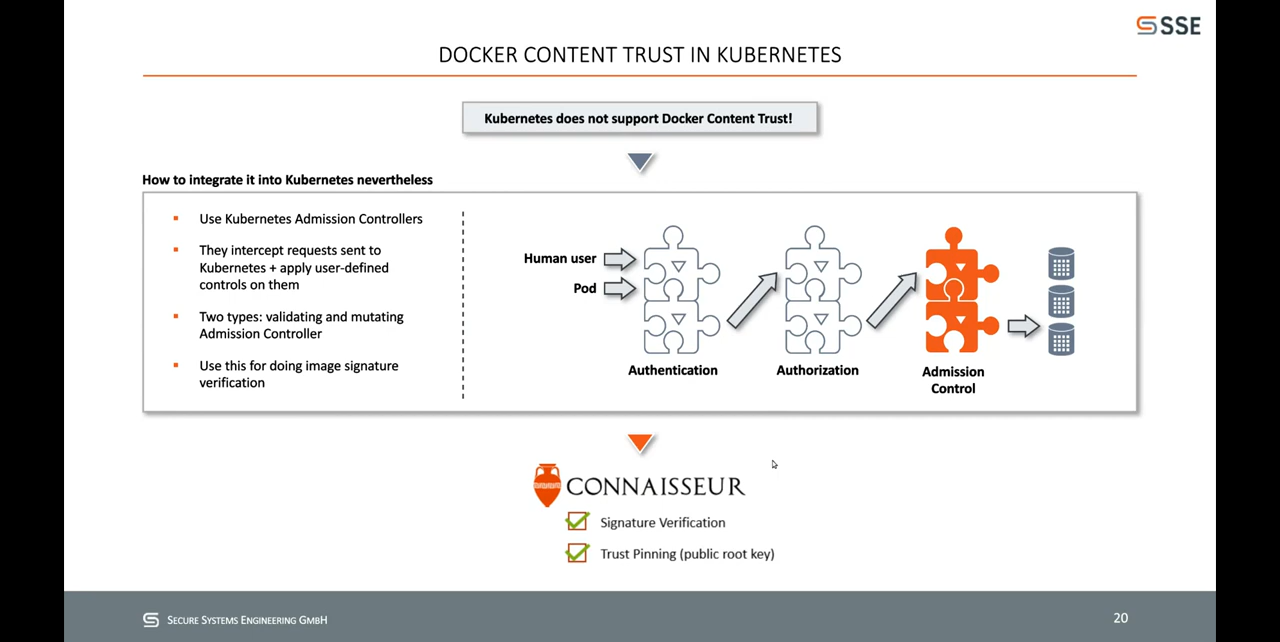 SSE
DOCKER CONTENT TRUST IN KUBERNETES
Kubernetes does not support Docker Content Trust!
How to integrate it into Kubernetes nevertheless
Use Kubernetes Admission Controllers
They intercept requests sent to
Kubernetes + apply user-defined
controls on them
Two types: validating and mutating
Admission Controller
Use this for doing image signature
verification
Human user
Pod
Authentication
Authorization
Admission
Control
CONNAISSEUR
Signature Verification
Trust Pinning (public root key)
SECURE SYSTEMS ENGINEERING GMBH
20